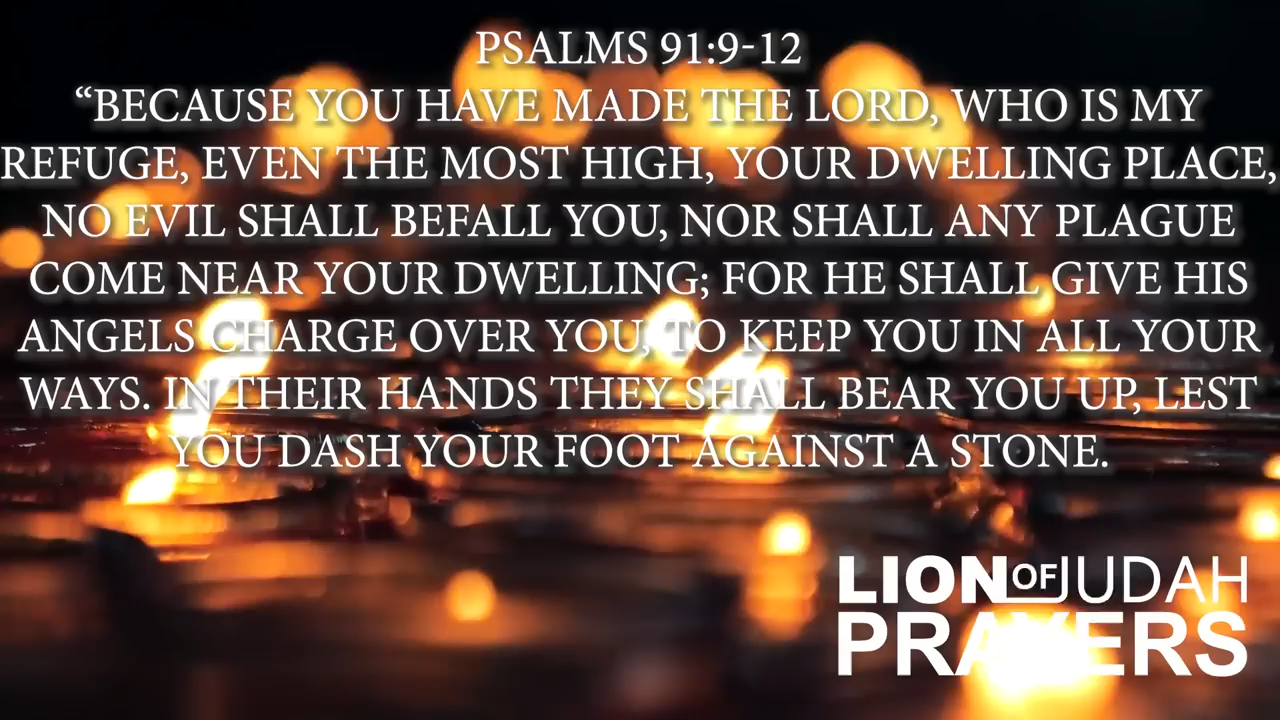 PSALMS 91:9-12
“BECAUSE YOU HAVE MADE THE LORD, WHO IS MY
REFUGE, EVEN THE MOST HIGH, YOUR DWELLING PLACE,
NO EVIL SHALL BEFALL YOU, NOR SHALL ANY PLAGUE
COME NEAR YOUR DWELLING; FOR HE SHALL GIVE HIS
ANGELS CHARGE OVER YOU, TO KEEP YOU IN ALL YOUR
WAYS. IN THEIR HANDS THEY SHALL BEAR YOU UP, LEST
YOU DASH YOUR FOOT AGAINST A STONE.
LION OF JUDAH
PRAYERS